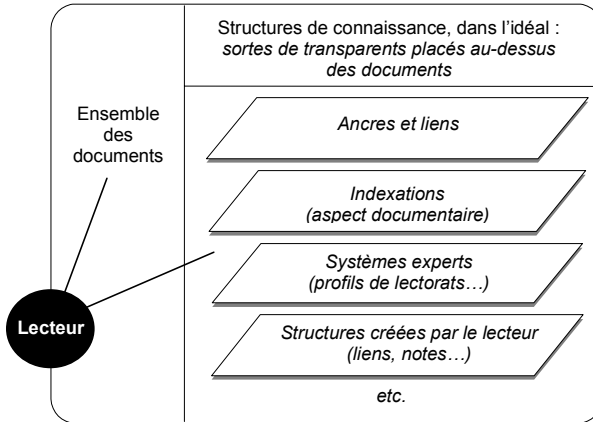 Structures de connaissance, dans l’idéal :
sortes de transparents placés au-dessus
des documents
Ensemble
des
documents
Ancres et liens
Indexations
(aspect documentaire)
Systèmes experts
(profils de lectorats…)
Lecteur
Structures créées par le lecteur
(liens, notes…)
etc.